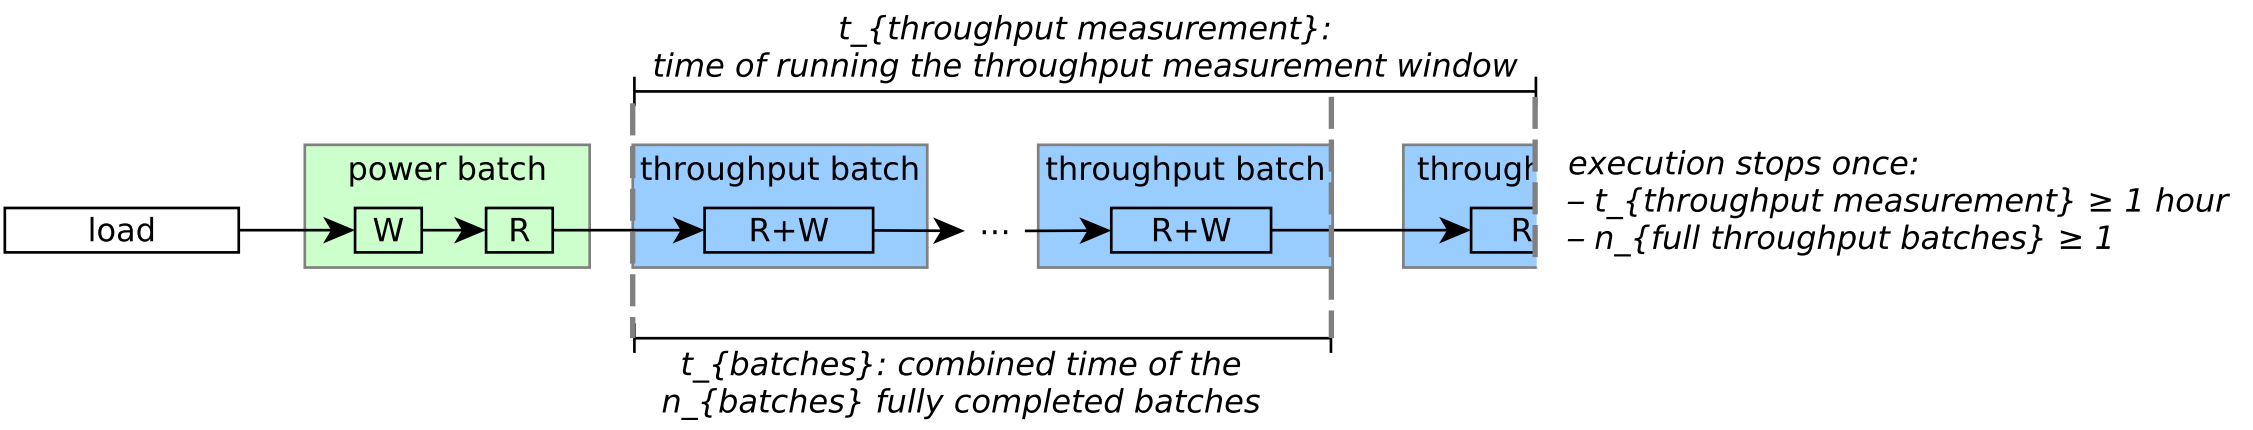 t_{throughput measurement}:
time of running the throughput measurement window
power batch
throughput batch
throughput batch
through
load
W
R
R+W
...
R+W
R
execution stops once:
– t_{throughput measurement} ≥ 1 hour
– n_{full throughput batches} ≥ 1
t_{batches}: combined time of the
n_{batches} fully completed batches